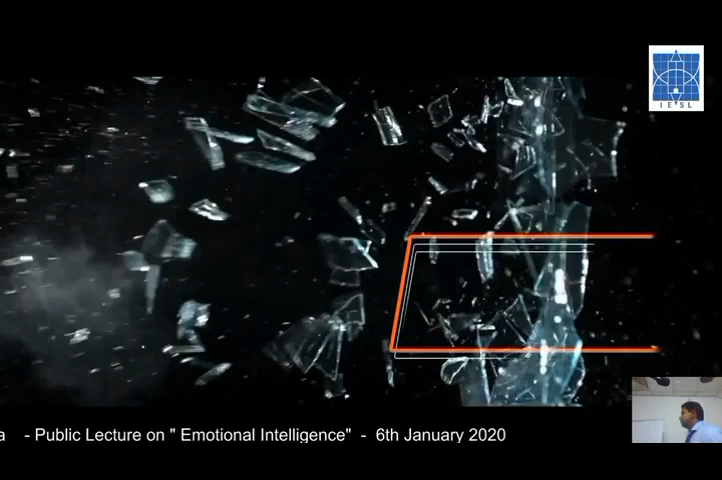 IESL
a - Public Lecture on " Emotional Intelligence" - 6th January 2020